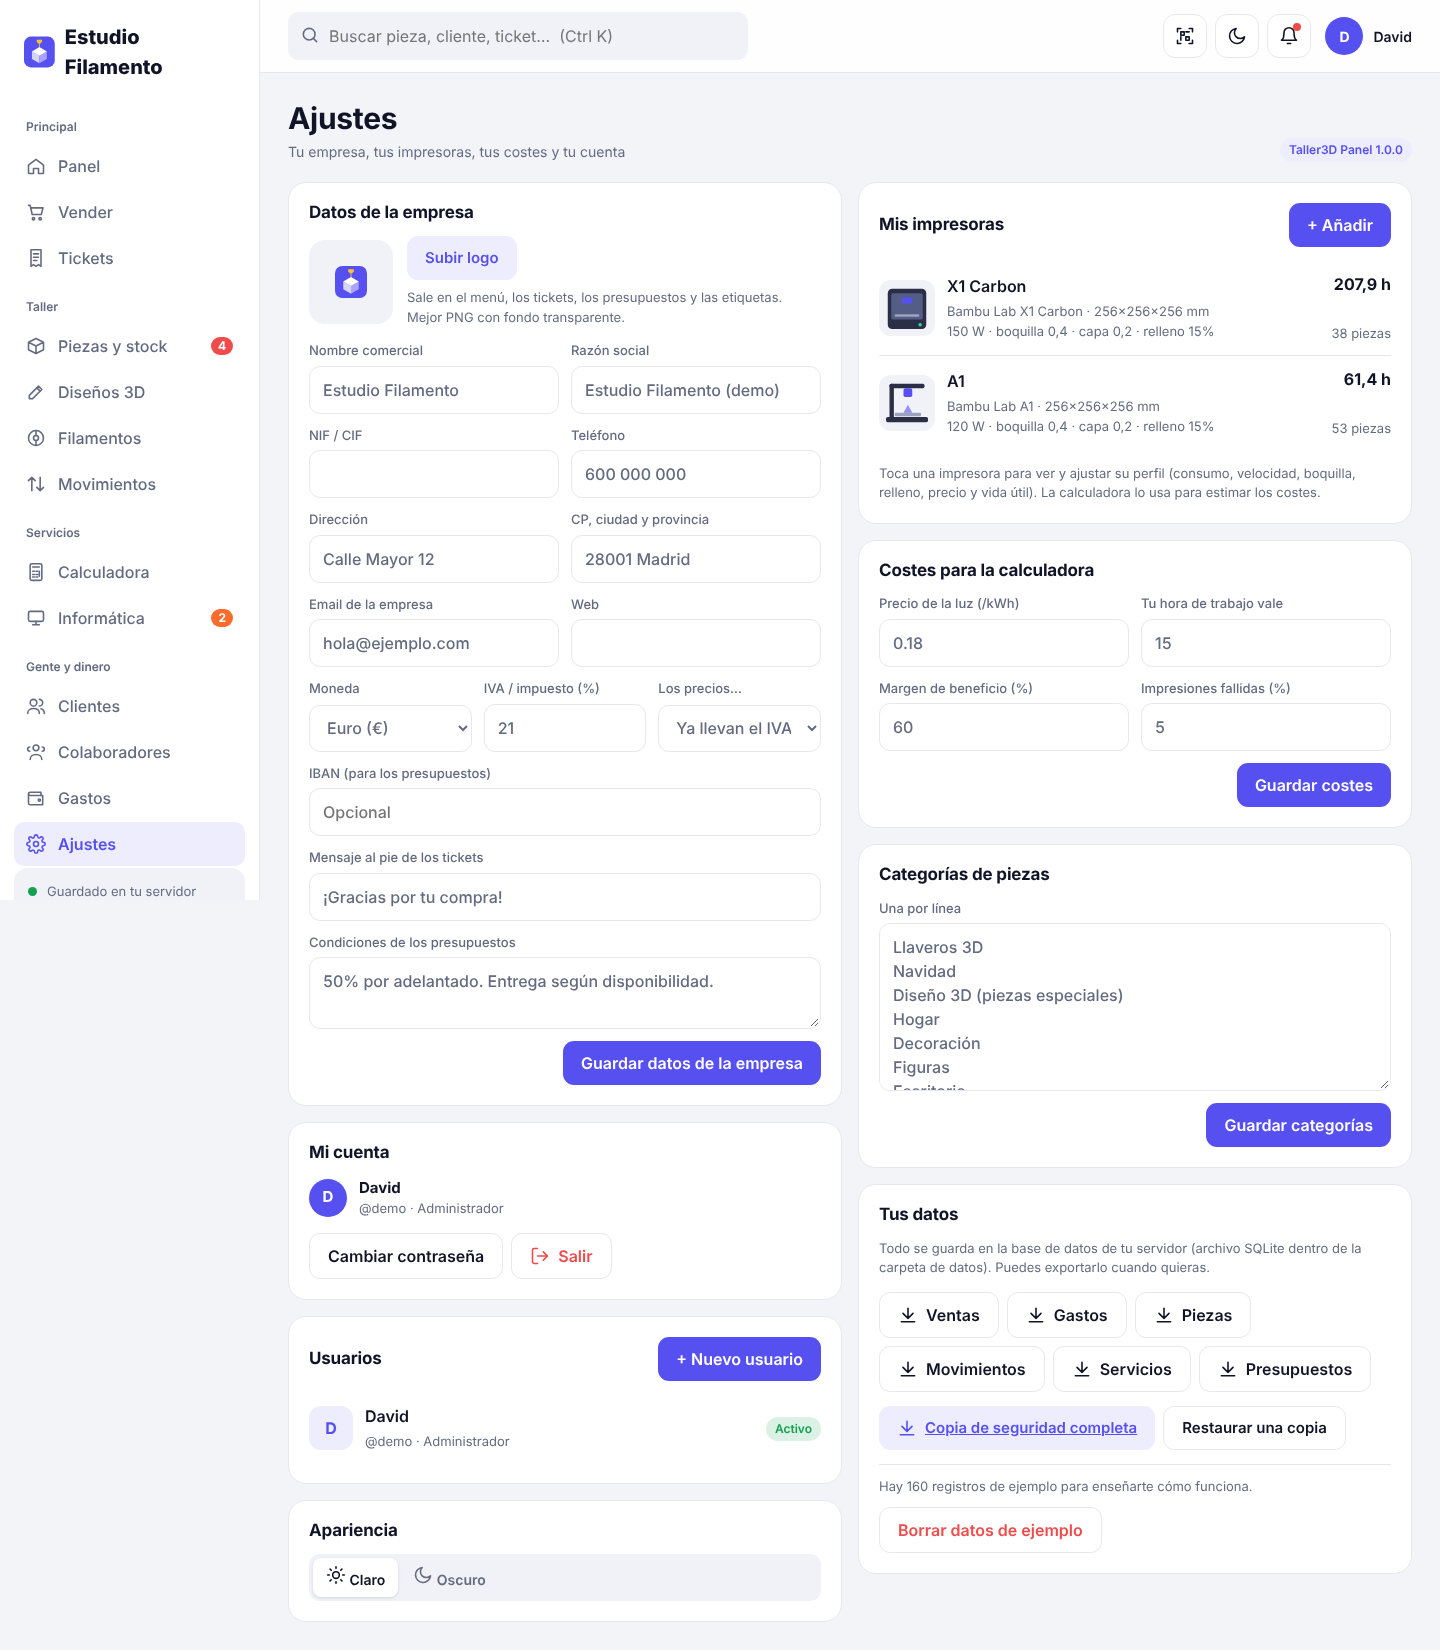 Estudio
Filamento
Principal
Panel
Vender
Tickets
Taller
Piezas y stock 4
Diseños 3D
Filamentos
Movimientos
Servicios
Calculadora
Informática 2
Gente y dinero
Clientes
Colaboradores
Gastos
Ajustes
Guardado en tu servidor
Buscar pieza, cliente, ticket... (Ctrl K)
D David
Ajustes
Tu empresa, tus impresoras, tus costes y tu cuenta
Taller3D Panel 1.0.0
Datos de la empresa
Subir logo
Sale en el menú, los tickets, los presupuestos y las etiquetas.
Mejor PNG con fondo transparente.
Nombre comercial Razón social
Estudio Filamento Estudio Filamento (demo)
NIF / CIF Teléfono
600 000 000
Dirección CP, ciudad y provincia
Calle Mayor 12 28001 Madrid
Email de la empresa Web
hola@ejemplo.com
Moneda IVA / impuesto (%) Los precios...
Euro (€) 21 Ya llevan el IVA
IBAN (para los presupuestos)
Opcional
Mensaje al pie de los tickets
¡Gracias por tu compra!
Condiciones de los presupuestos
50% por adelantado. Entrega según disponibilidad.
Guardar datos de la empresa
Mi cuenta
D David
@demo · Administrador
Cambiar contraseña Salir
Usuarios + Nuevo usuario
D David
@demo · Administrador
Activo
Apariencia
Claro Oscuro
Mis impresoras + Añadir
X1 Carbon 207,9 h
Bambu Lab X1 Carbon · 256×256×256 mm
150 W · boquilla 0,4 · capa 0,2 · relleno 15% 38 piezas
A1 61,4 h
Bambu Lab A1 · 256×256×256 mm
120 W · boquilla 0,4 · capa 0,2 · relleno 15% 53 piezas
Toca una impresora para ver y ajustar su perfil (consumo, velocidad, boquilla,
relleno, precio y vida útil). La calculadora lo usa para estimar los costes.
Costes para la calculadora
Precio de la luz (/kWh) Tu hora de trabajo vale
0.18 15
Margen de beneficio (%) Impresiones fallidas (%)
60 5
Guardar costes
Categorías de piezas
Una por línea
Llaveros 3D
Navidad
Diseño 3D (piezas especiales)
Hogar
Decoración
Figuras
Escritorio
Guardar categorías
Tus datos
Todo se guarda en la base de datos de tu servidor (archivo SQLite dentro de la
carpeta de datos). Puedes exportarlo cuando quieras.
Ventas Gastos Piezas
Movimientos Servicios Presupuestos
Copia de seguridad completa Restaurar una copia
Hay 160 registros de ejemplo para enseñarte cómo funciona.
Borrar datos de ejemplo